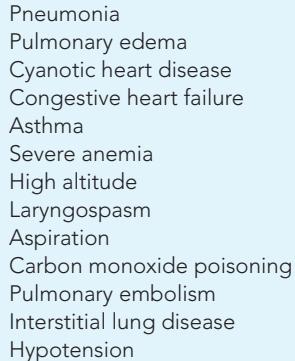 Pneumonia
Pulmonary edema
Cyanotic heart disease
Congestive heart failure
Asthma
Severe anemia
High altitude
Laryngospasm
Aspiration
Carbon monoxide poisoning
Pulmonary embolism
Interstitial lung disease
Hypotension